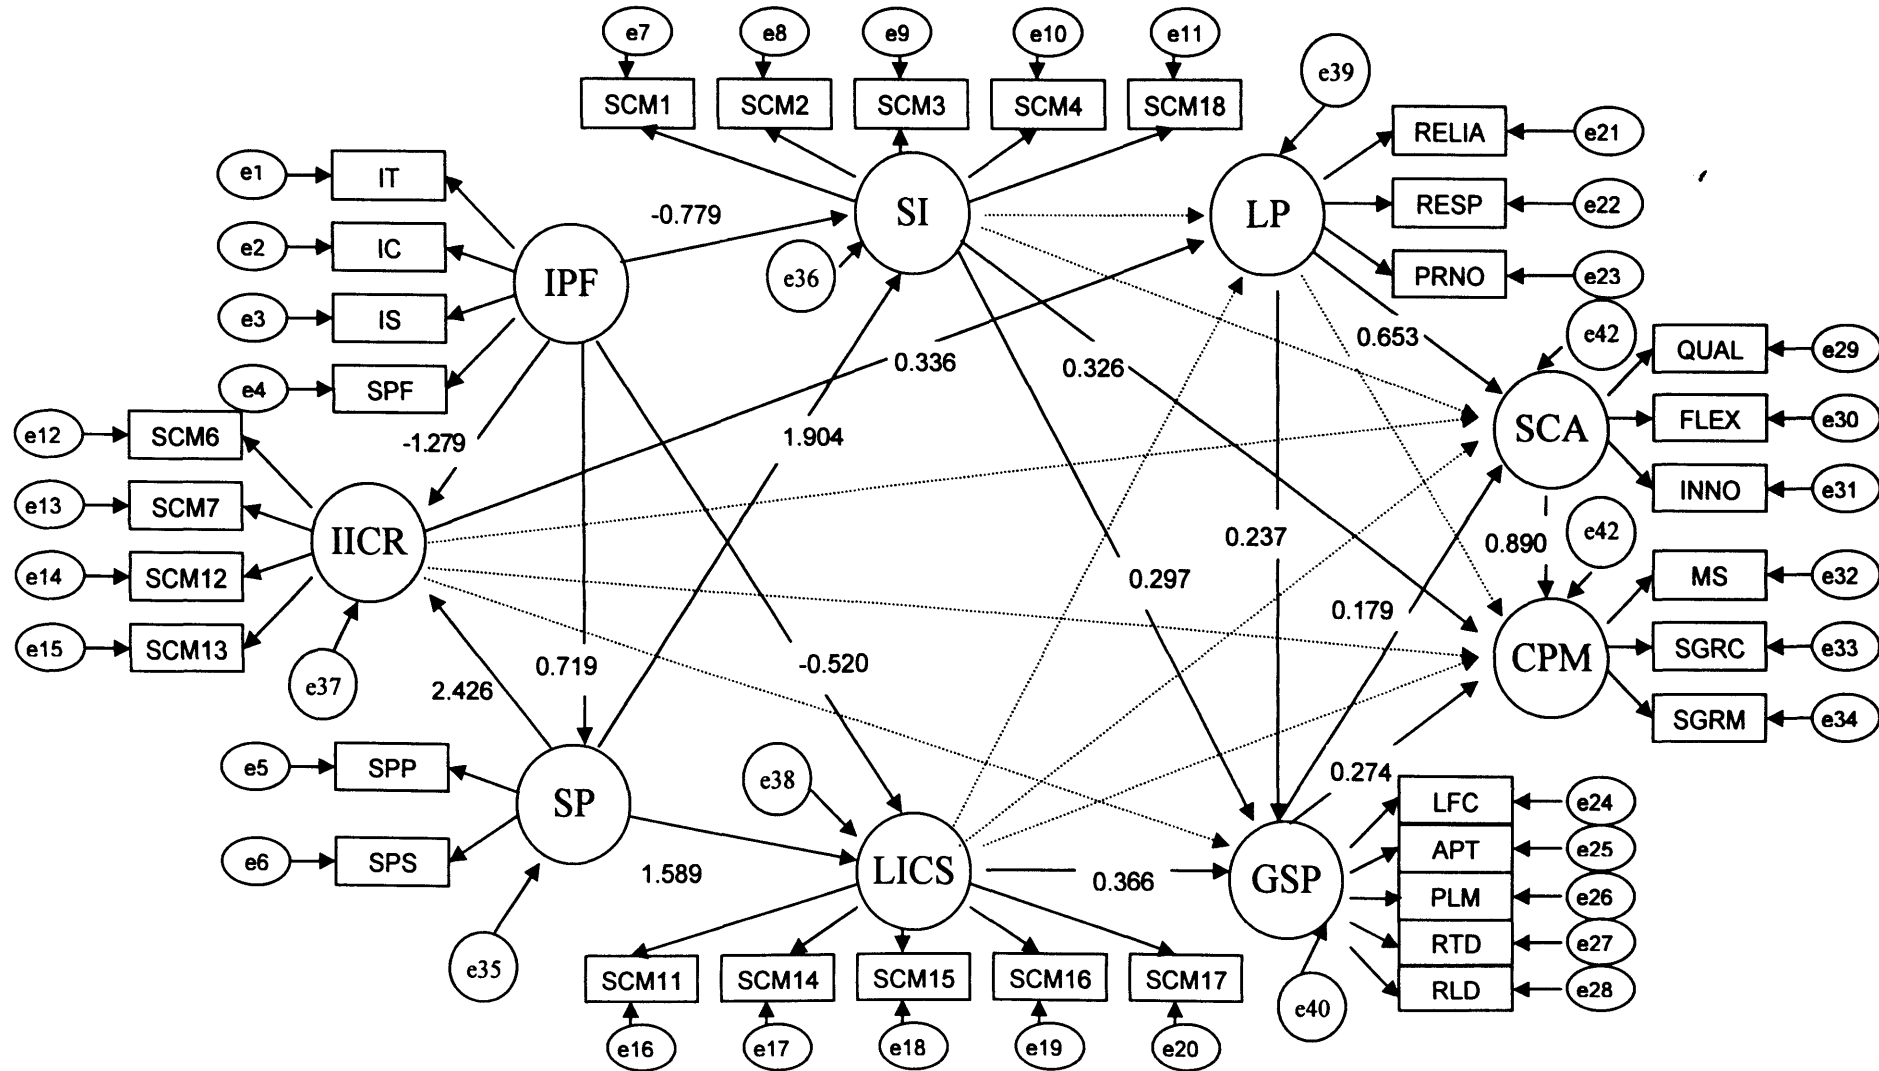 e7 e8 e9 e10 e11
e39
SCM1 SCM2 SCM3 SCM4 SCM18
RELIA e21
e1 IT
RESP e22
-0.779 SI LP
e2 IC
PRNO e23
IPF e36
e3 IS
0.653 e42
QUAL e29
0.336 0.326
e4 SPF
SCA FLEX e30
e12 SCM6 -1.279 1.904
INNO e31
e13 SCM7
0.237 0.890 e42
IICR
0.297 MS e32
e14 SCM12
0.179
e15 SCM13
CPM SGRC e33
0.719 -0.520
e37 2.426
SGRM e34
e5 SPP
e38 0.274
SP LFC e24
APT e25
e6 SPS
1.589 LICS 0.366 GSP
PLM e26
RTD e27
e35
SCM11 SCM14 SCM15 SCM16 SCM17
RLD e28
e40
e16 e17 e18 e19 e20